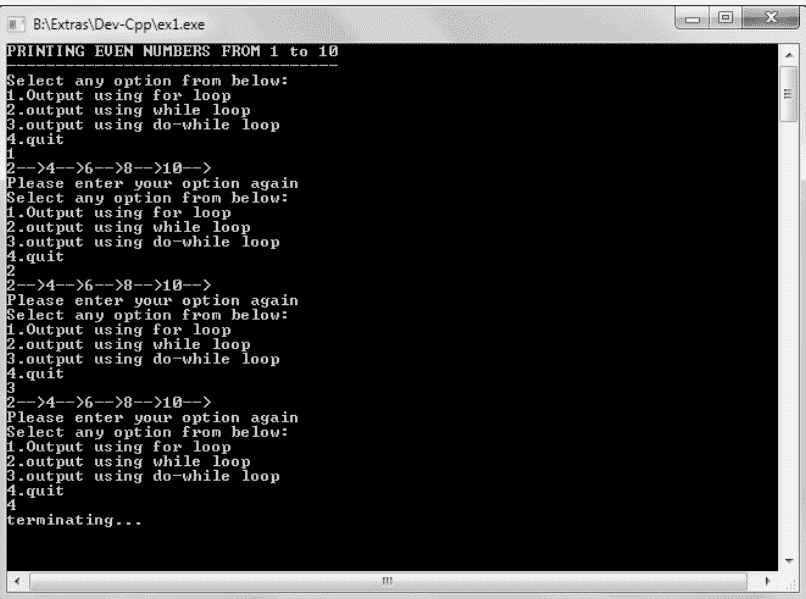 B:\Extras\Dev-Cpp\ex1.exe
PRINTING EVEN NUMBERS FROM 1 to 10
----------------------------------
Select any option from below:
1.Output using for loop
2.output using while loop
3.output using do-while loop
4.quit
1
2-->4-->6-->8-->10-->
Please enter your option again
Select any option from below:
1.Output using for loop
2.output using while loop
3.output using do-while loop
4.quit
2
2-->4-->6-->8-->10-->
Please enter your option again
Select any option from below:
1.Output using for loop
2.output using while loop
3.output using do-while loop
4.quit
3
2-->4-->6-->8-->10-->
Please enter your option again
Select any option from below:
1.Output using for loop
2.output using while loop
3.output using do-while loop
4.quit
4
terminating...